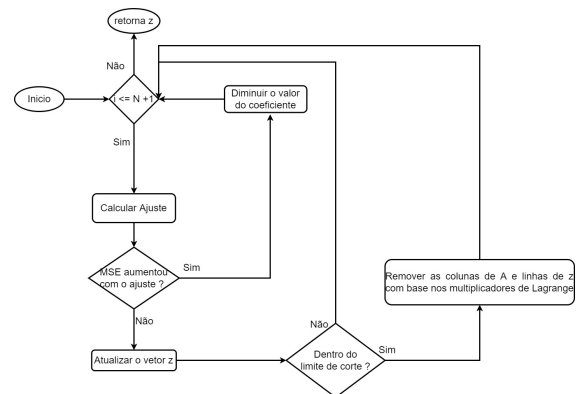 retorna z
Não
Inicio
i <= N +1
Diminuir o valor
do coeficiente
Sim
Calcular Ajuste
MSE aumentou
com o ajuste ?
Sim
Remover as colunas de A e linhas de z
com base nos multiplicadores de Lagrange
Não
Não
Atualizar o vetor z
Dentro do
limite de corte ?
Sim